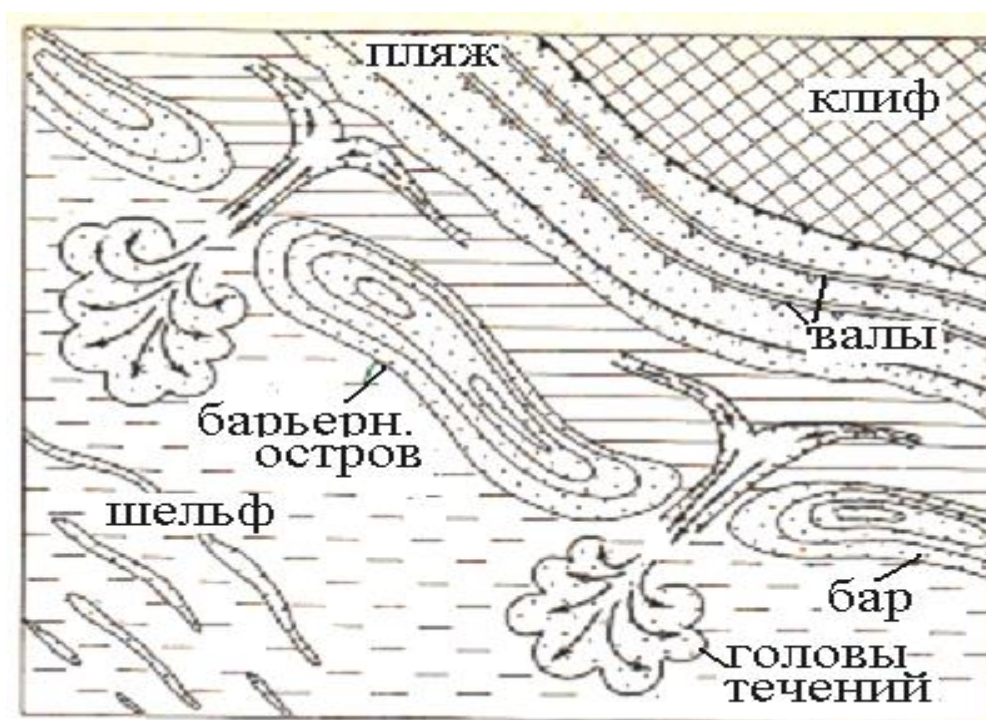 пляж
клиф
валы
барьерн.
остров
шельф
бар
головы
течений